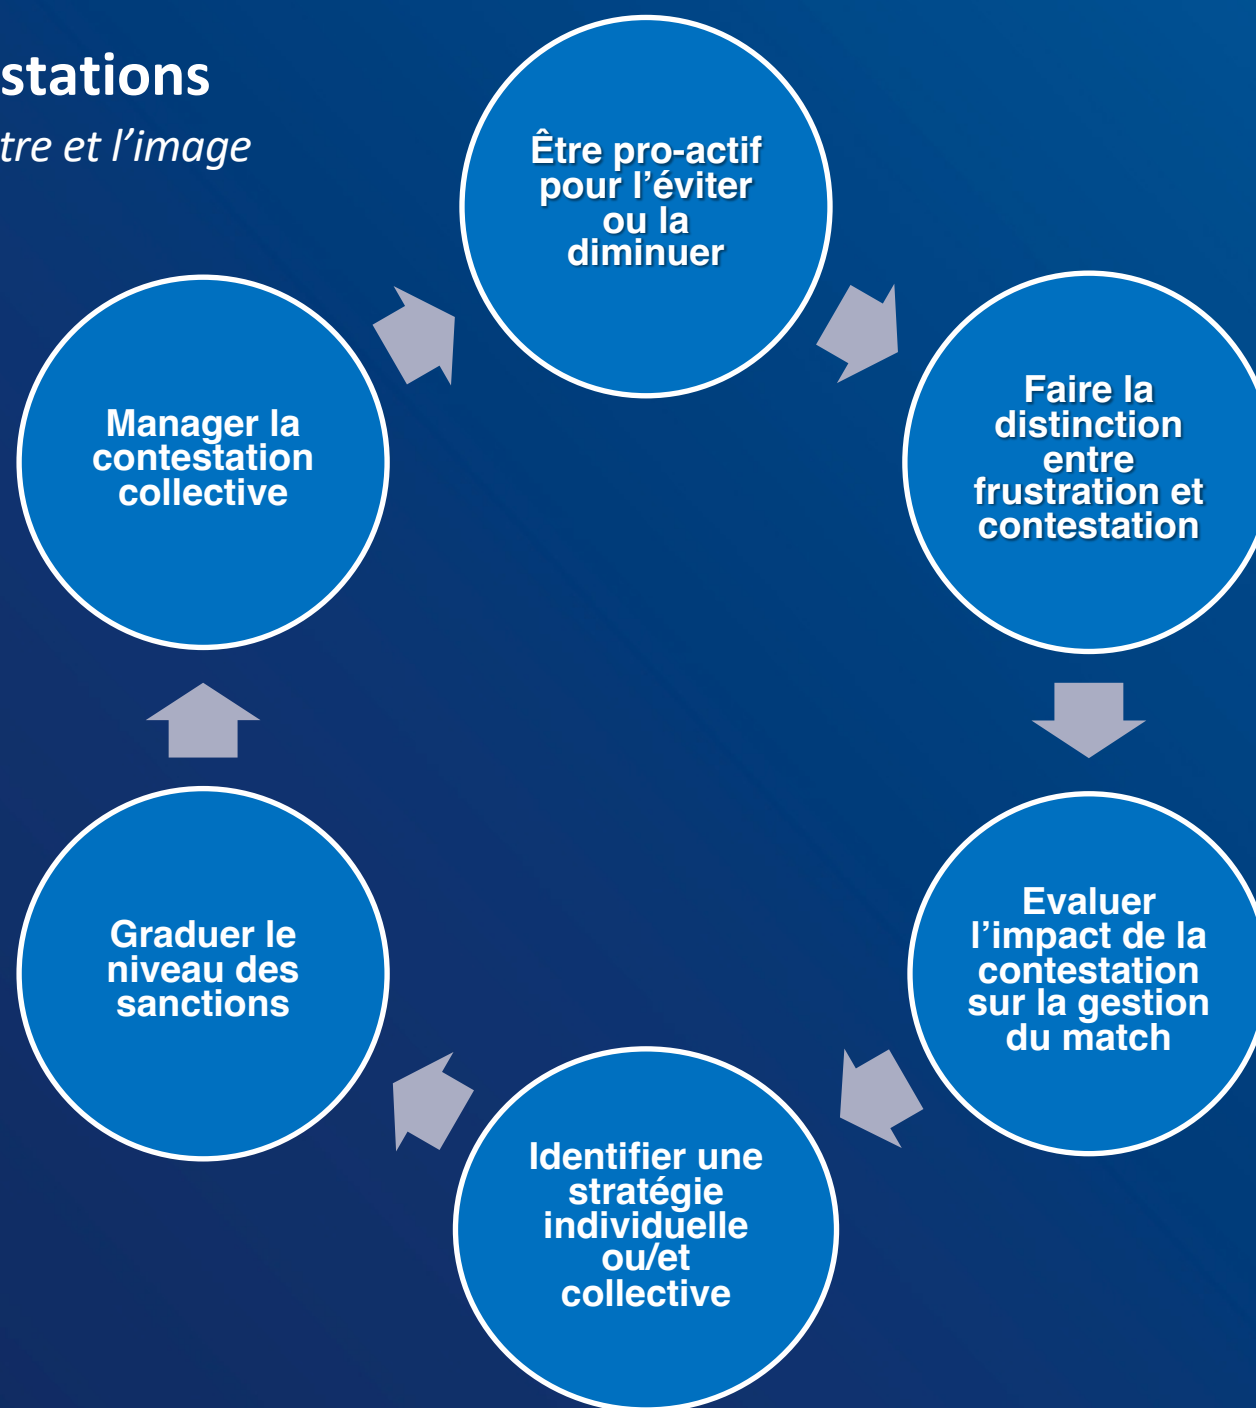 stations
tre et l’image
Être pro-actif
pour l’éviter
ou la
diminuer
Faire la
distinction
entre
frustration et
contestation
Evaluer
l’impact de la
contestation
sur la gestion
du match
Identifier une
stratégie
individuelle
ou/et
collective
Graduer le
niveau des
sanctions
Manager la
contestation
collective